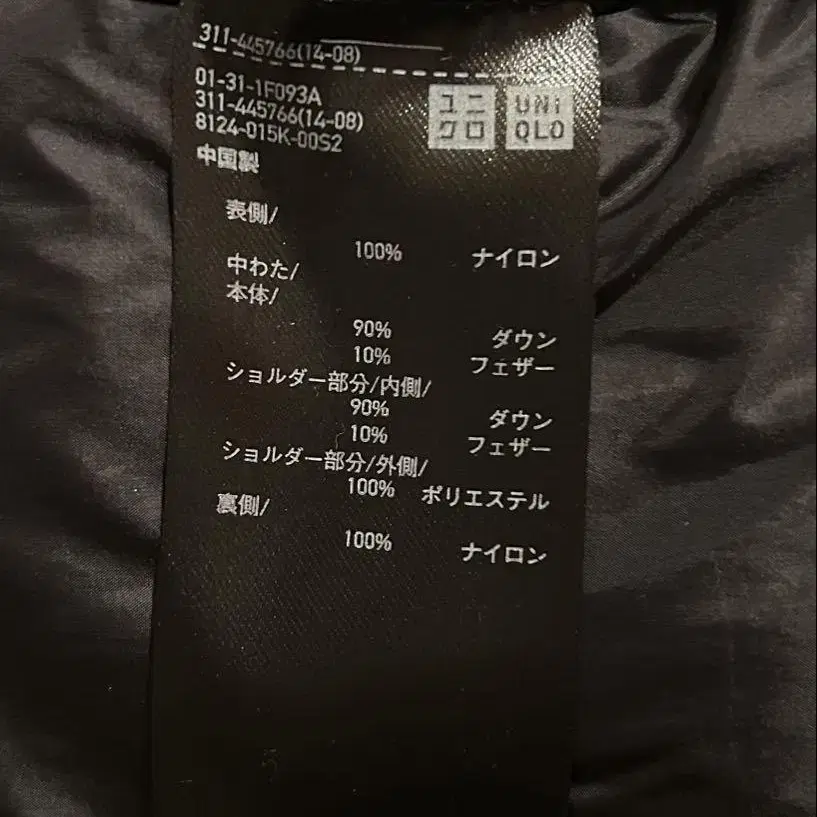 311-445766(14-08)
01-31-1F093A
311-445766(14-08)
8124-015K-00S2
中国製
ユニ
クロ
UNI
QLO
表側/
100% ナイロン
中わた/
本体/
90% ダウン
10% フェザー
ショルダー部分/内側/
90% ダウン
10% フェザー
ショルダー部分/外側/
100% ポリエステル
裏側/
100% ナイロン